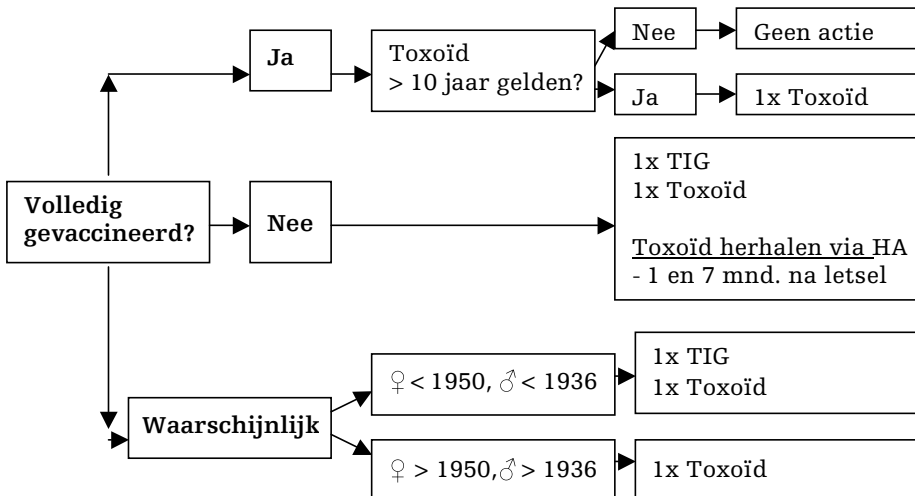 Volledig
gevaccineerd?
Ja
Toxoïd
> 10 jaar gelden?
Nee
Geen actie
Ja
1x Toxoïd
Nee
1x TIG
1x Toxoïd
Toxoïd herhalen via HA
- 1 en 7 mnd. na letsel
Waarschijnlijk
♀ < 1950, ♂ < 1936
1x TIG
1x Toxoïd
♀ > 1950, ♂ > 1936
1x Toxoïd